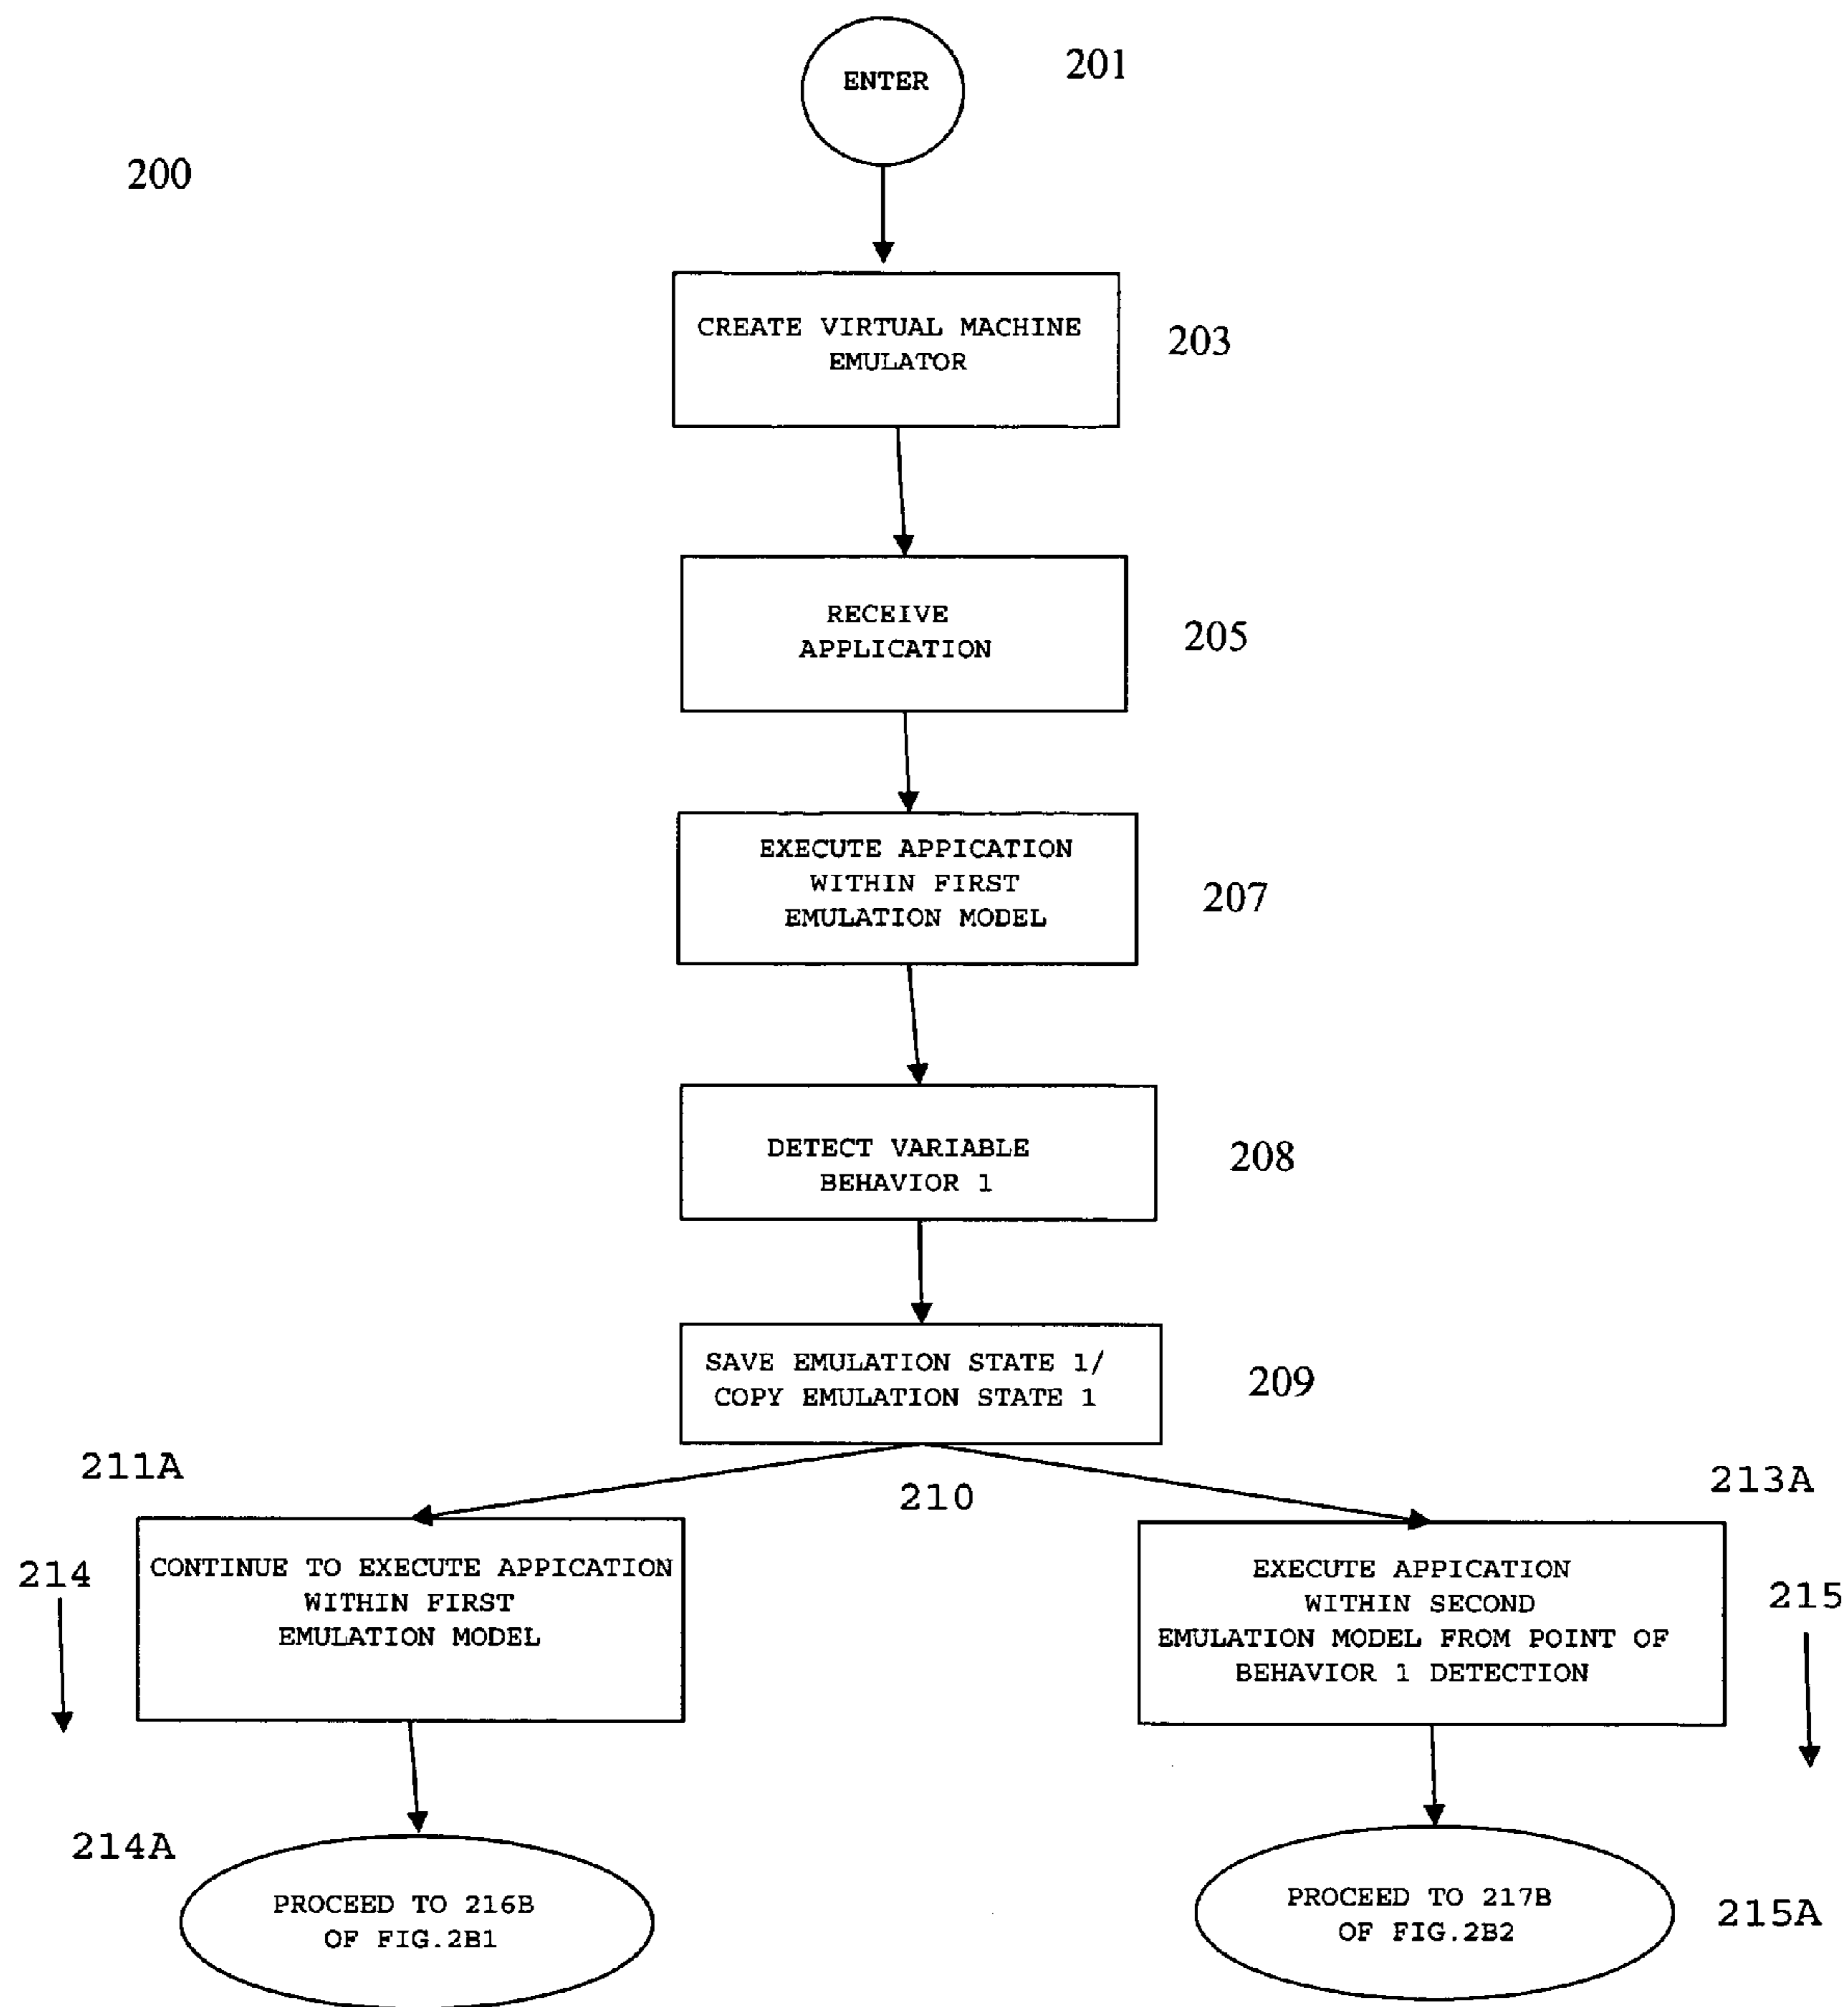 ENTER
201
200
CREATE VIRTUAL MACHINE
EMULATOR
203
RECEIVE
APPLICATION
205
EXECUTE APPICATION
WITHIN FIRST
EMULATION MODEL
207
DETECT VARIABLE
BEHAVIOR 1
208
SAVE EMULATION STATE 1/
COPY EMULATION STATE 1
209
211A
210
213A
214
CONTINUE TO EXECUTE APPICATION
WITHIN FIRST
EMULATION MODEL
EXECUTE APPICATION
WITHIN SECOND
EMULATION MODEL FROM POINT OF
BEHAVIOR 1 DETECTION
215
214A
PROCEED TO 216B
OF FIG.2B1
PROCEED TO 217B
OF FIG.2B2
215A